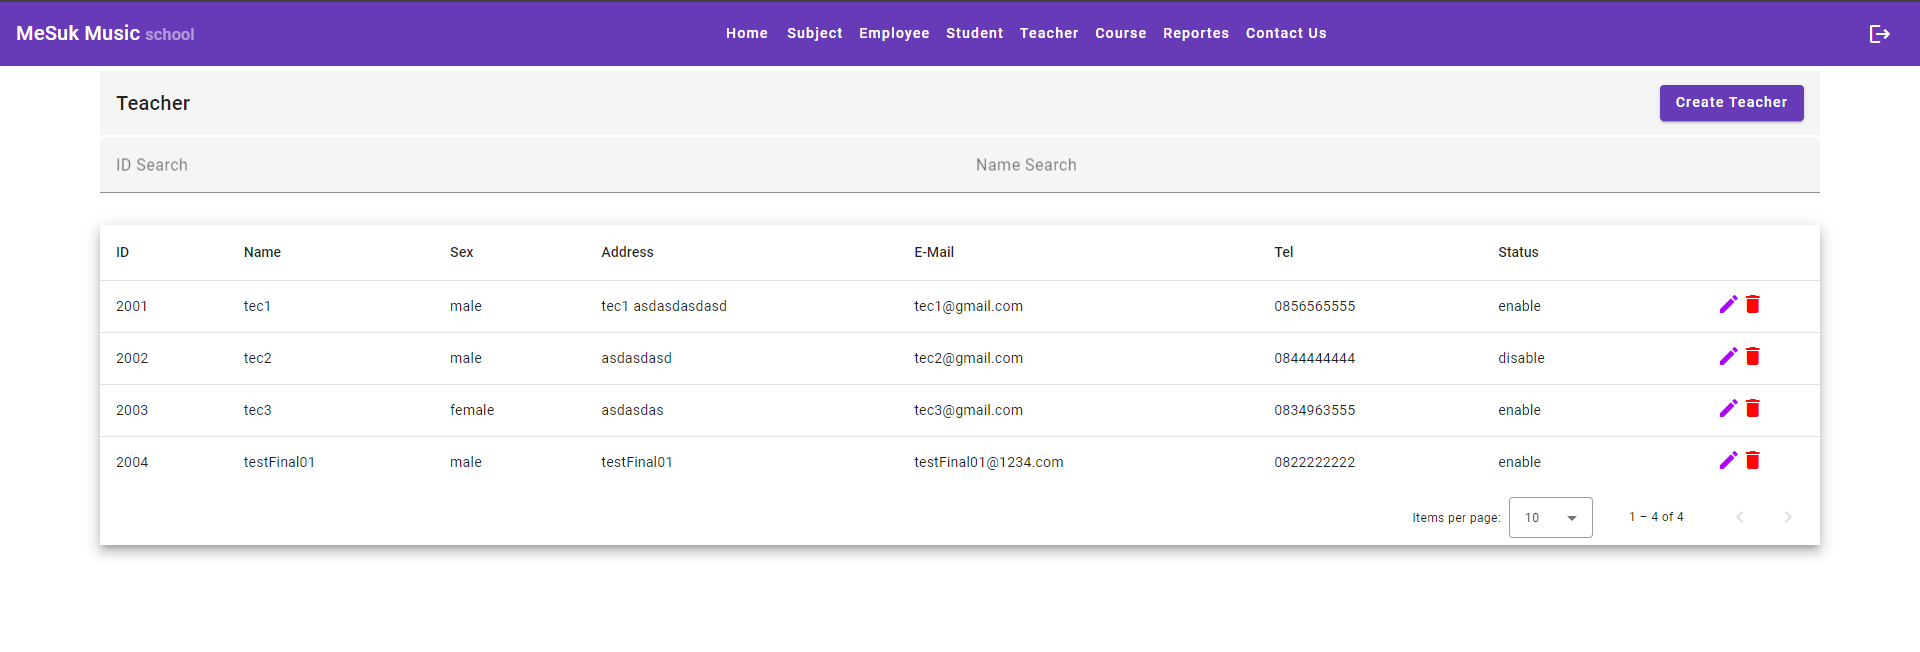 MeSuk Music school
Home Subject Employee Student Teacher Course Reportes Contact Us
Teacher
Create Teacher
ID Search Name Search
ID Name Sex Address E-Mail Tel Status
2001 tec1 male tec1 asdasdasdasd tec1@gmail.com 0856565555 enable
2002 tec2 male asdasdasd tec2@gmail.com 0844444444 disable
2003 tec3 female asdasdas tec3@gmail.com 0834963555 enable
2004 testFinal01 male testFinal01 testFinal01@1234.com 0822222222 enable
Items per page: 10 1 – 4 of 4